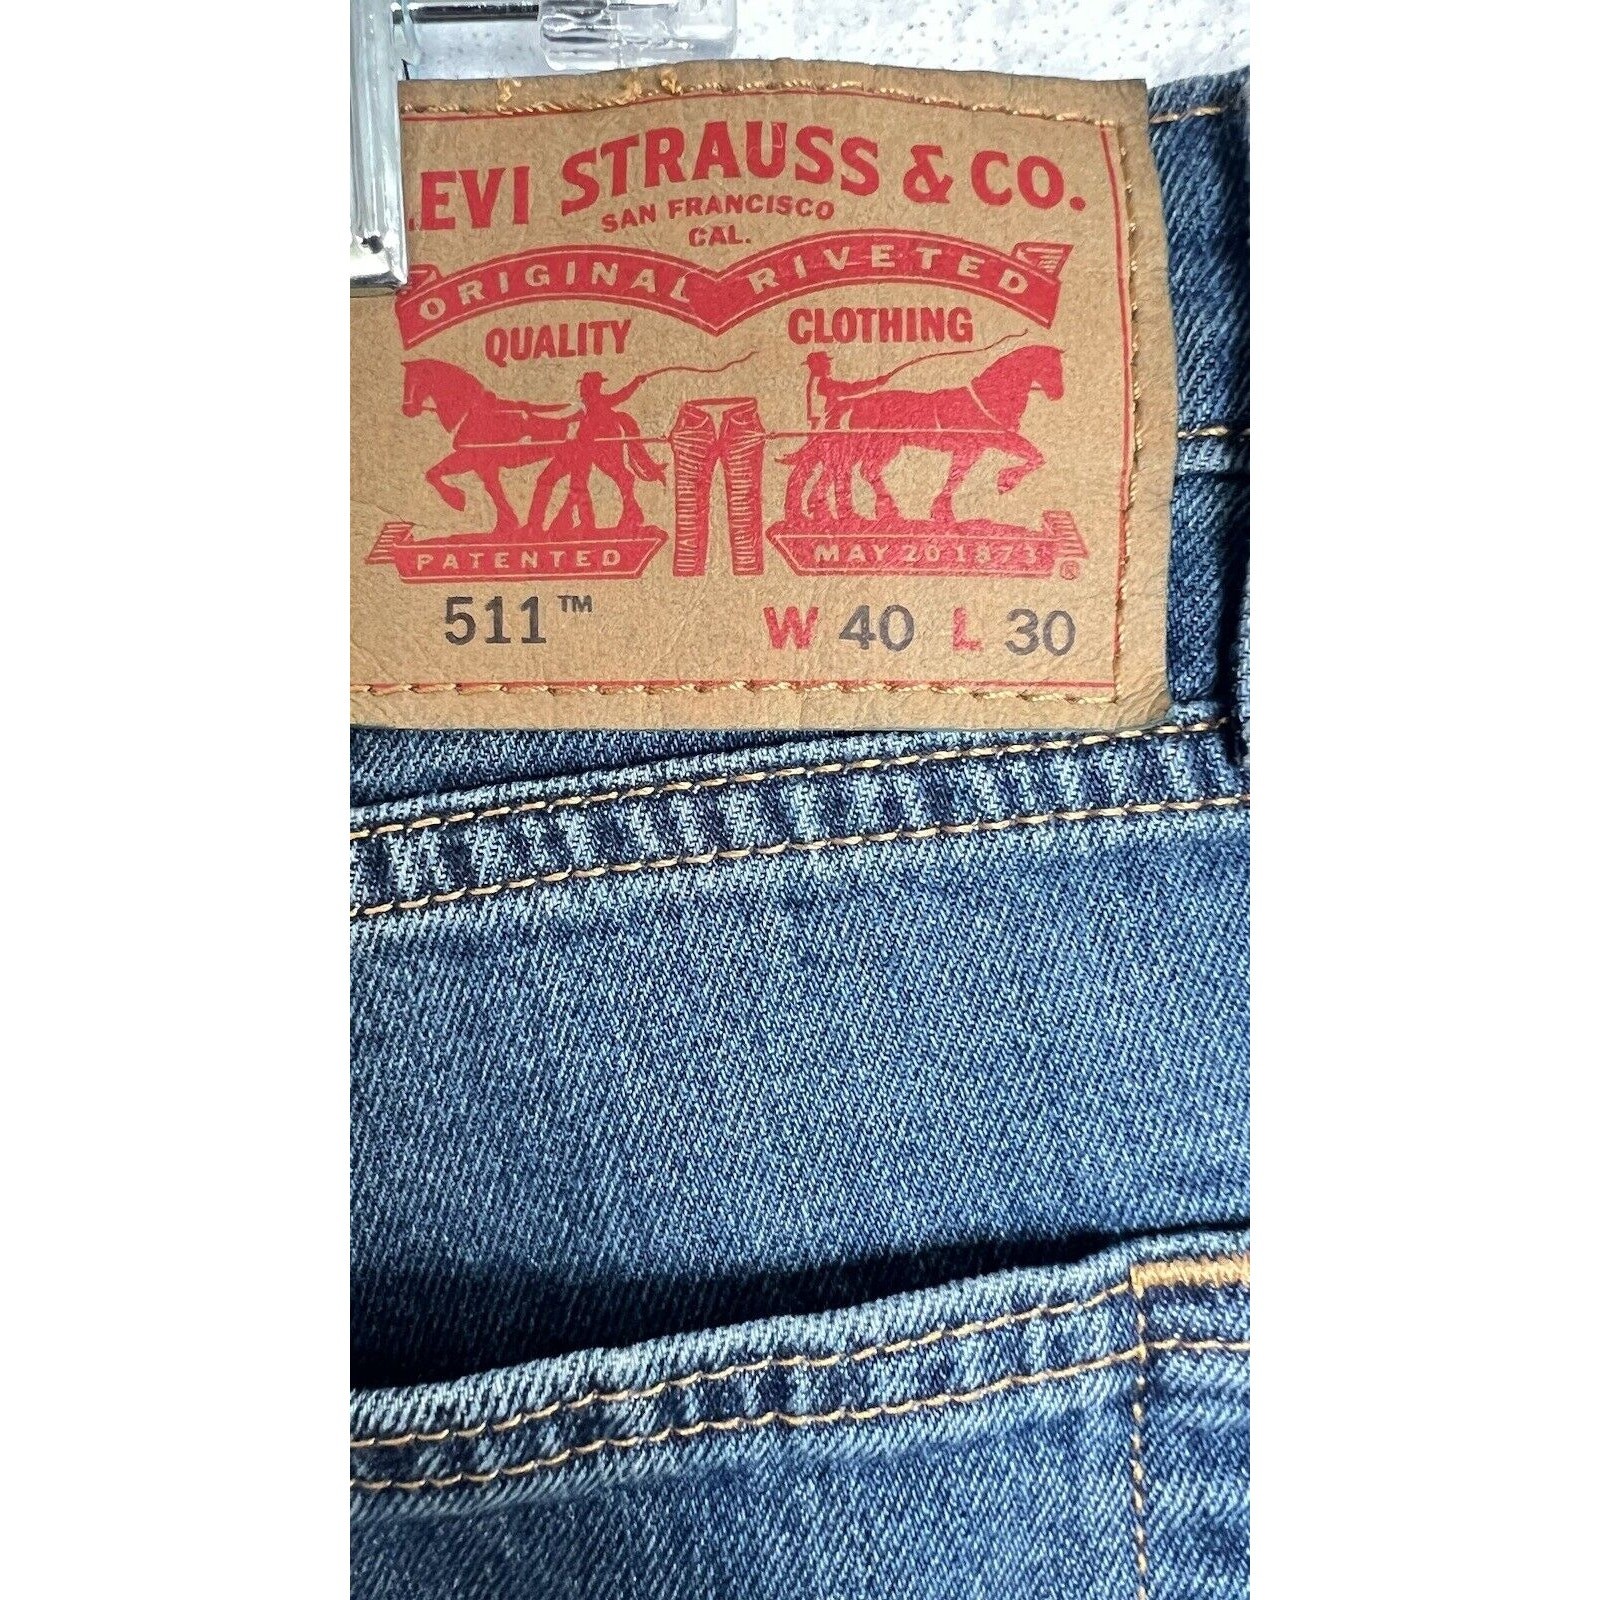 LEVI STRAUSS & CO.
SAN FRANCISCO
CAL.
ORIGINAL RIVETED
QUALITY CLOTHING
PATENTED MAY 20 1873 ®
511™ W 40 L 30